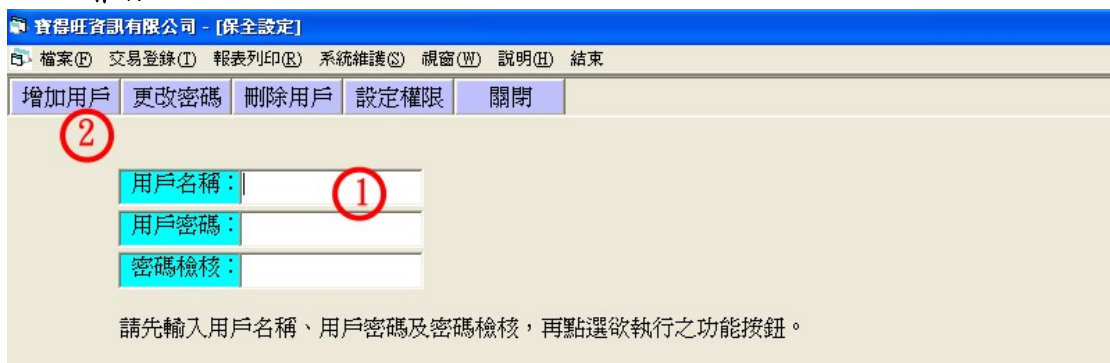 寶得旺資訊有限公司 - [保全設定]
檔案(F) 交易登錄(T) 報表列印(R) 系統維護(S) 視窗(W) 說明(H) 結束
增加用戶 更改密碼 刪除用戶 設定權限 關閉
2
用戶名稱：
1
用戶密碼：
密碼檢核：
請先輸入用戶名稱、用戶密碼及密碼檢核，再點選欲執行之功能按鈕。